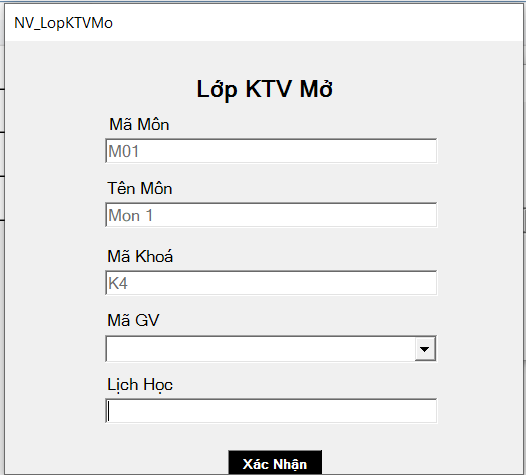 NV_LopKTVMo
Lớp KTV Mở
Mã Môn
M01
Tên Môn
Mon 1
Mã Khoá
K4
Mã GV
Lịch Học
Xác Nhận